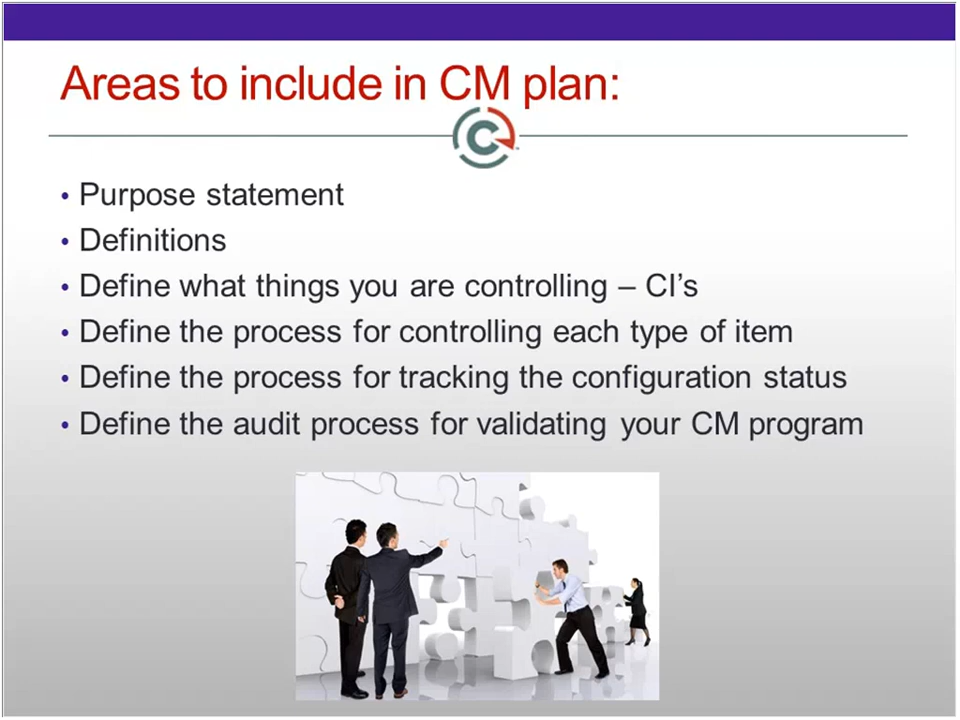 Areas to include in CM plan:
• Purpose statement
• Definitions
• Define what things you are controlling – CI’s
• Define the process for controlling each type of item
• Define the process for tracking the configuration status
• Define the audit process for validating your CM program